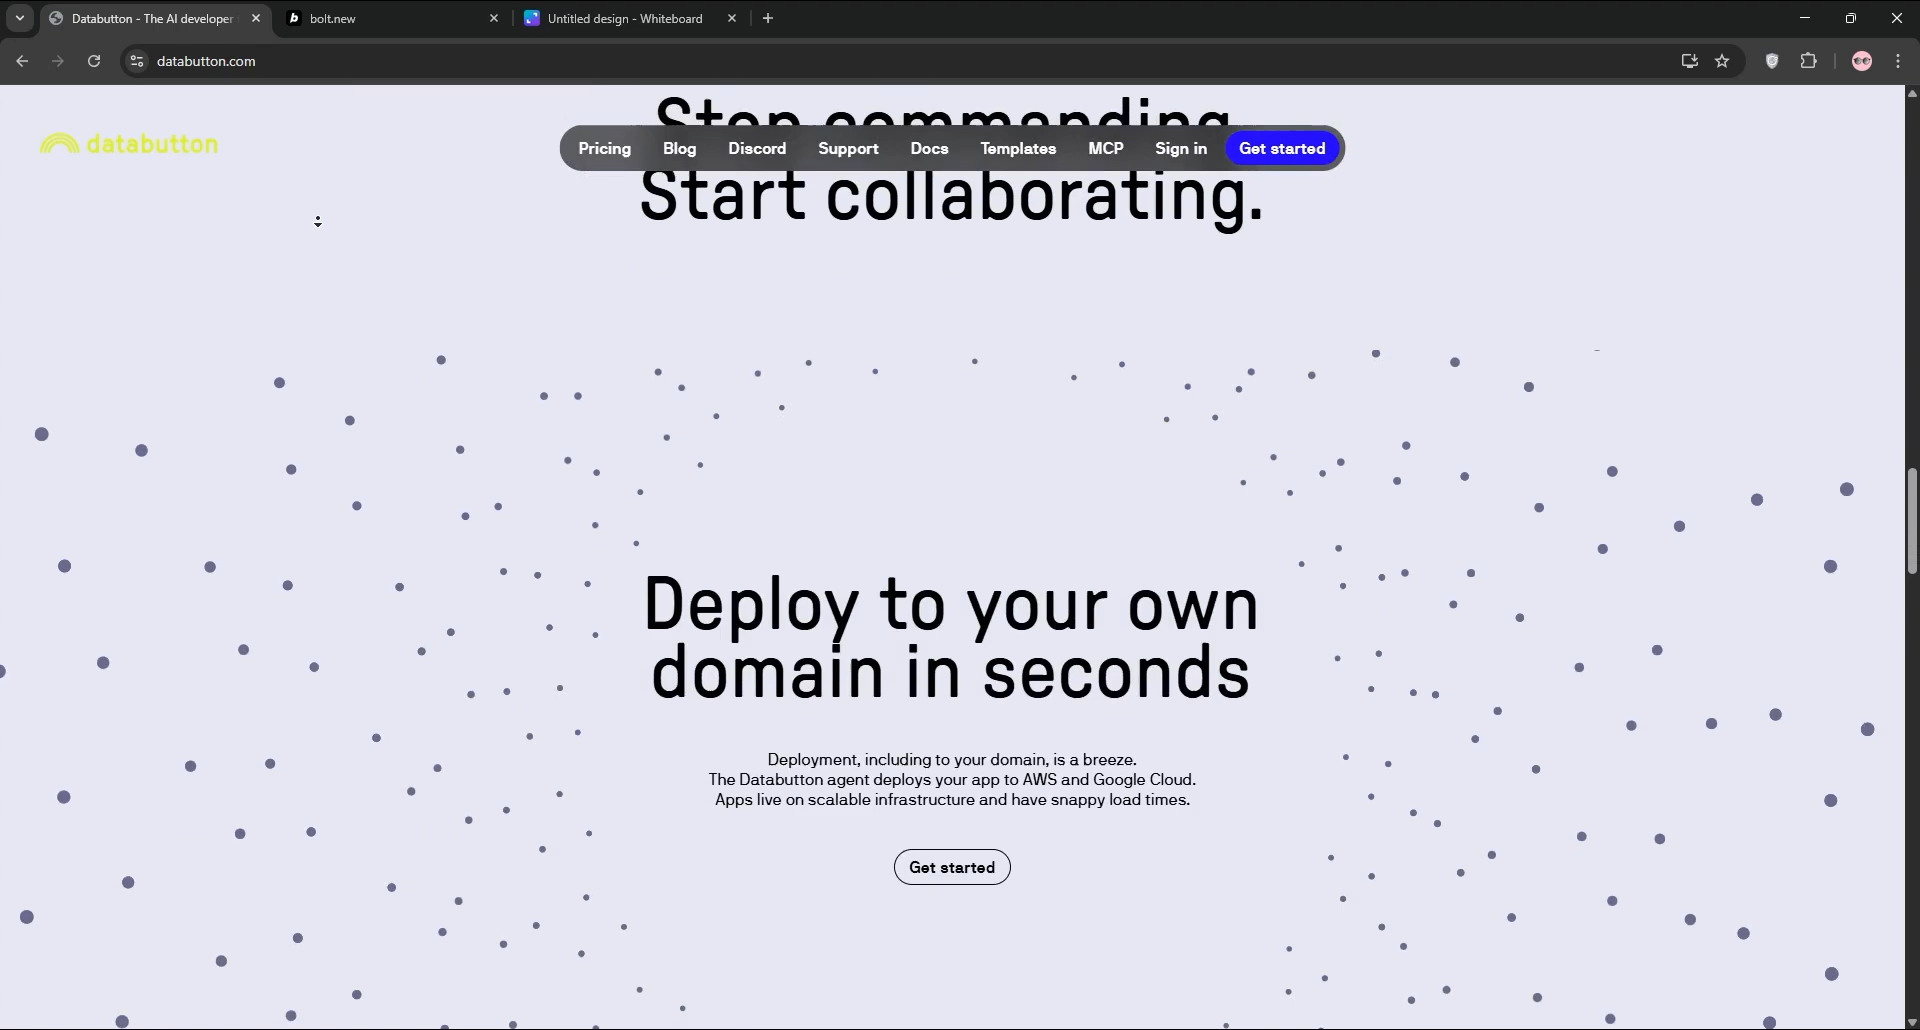 Databutton - The AI developer
bolt.new
Untitled design - Whiteboard
databutton.com
databutton
Pricing
Blog
Discord
Support
Docs
Templates
MCP
Sign in
Get started
Stop commanding.
Start collaborating.
Deploy to your own
domain in seconds
Deployment, including to your domain, is a breeze.
The Databutton agent deploys your app to AWS and Google Cloud.
Apps live on scalable infrastructure and have snappy load times.
Get started